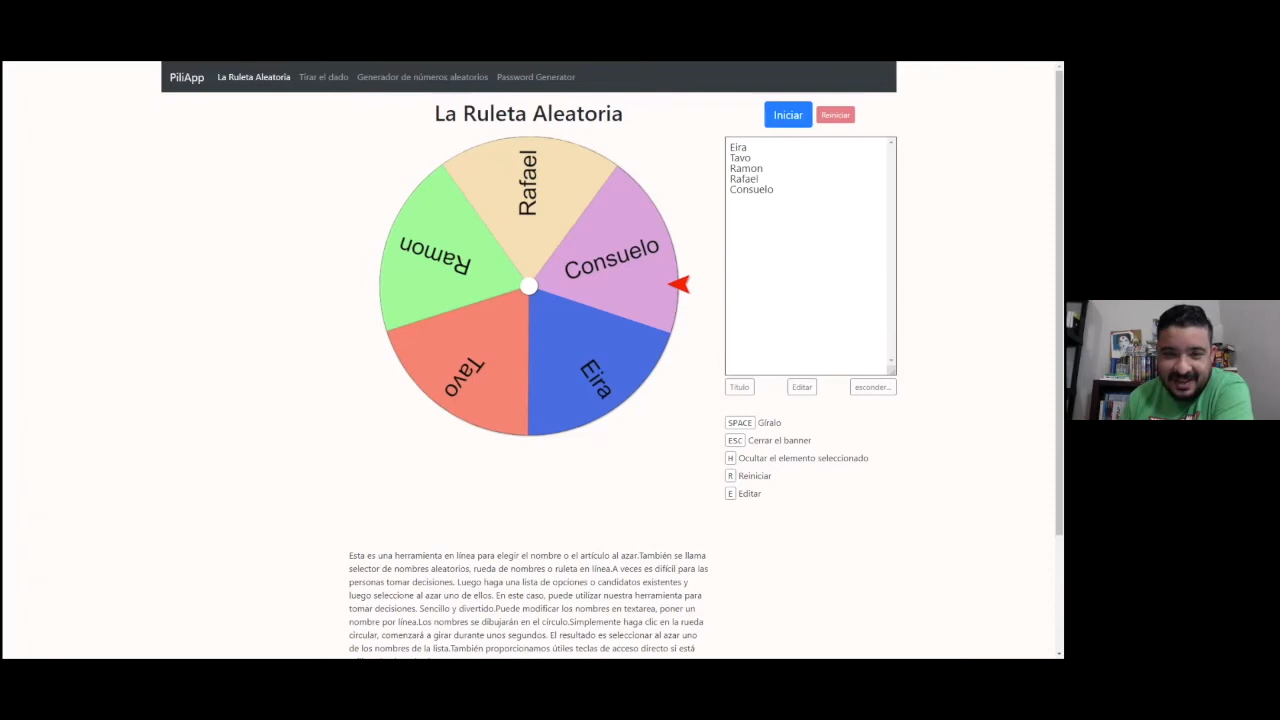 PiliApp La Ruleta Aleatoria Tirar el dado Generador de números aleatorios Password Generator
La Ruleta Aleatoria
Iniciar Reiniciar
Rafael
Consuelo
Ramon
Tavo
Eira
Eira
Tavo
Ramon
Rafael
Consuelo
Título Editar esconder...
SPACE Gíralo
ESC Cerrar el banner
H Ocultar el elemento seleccionado
R Reiniciar
E Editar
Esta es una herramienta en línea para elegir el nombre o el artículo al azar.También se llama
selector de nombres aleatorios, rueda de nombres o ruleta en línea.A veces es difícil para las
personas tomar decisiones. Luego haga una lista de opciones o candidatos existentes y
luego seleccione al azar uno de ellos. En este caso, puede utilizar nuestra herramienta para
tomar decisiones. Sencillo y divertido.Puede modificar los nombres en textarea, poner un
nombre por línea.Los nombres se dibujarán en el círculo.Simplemente haga clic en la rueda
circular, comenzará a girar durante unos segundos. El resultado es seleccionar al azar uno
de los nombres de la lista.También proporcionamos útiles teclas de acceso directo si está